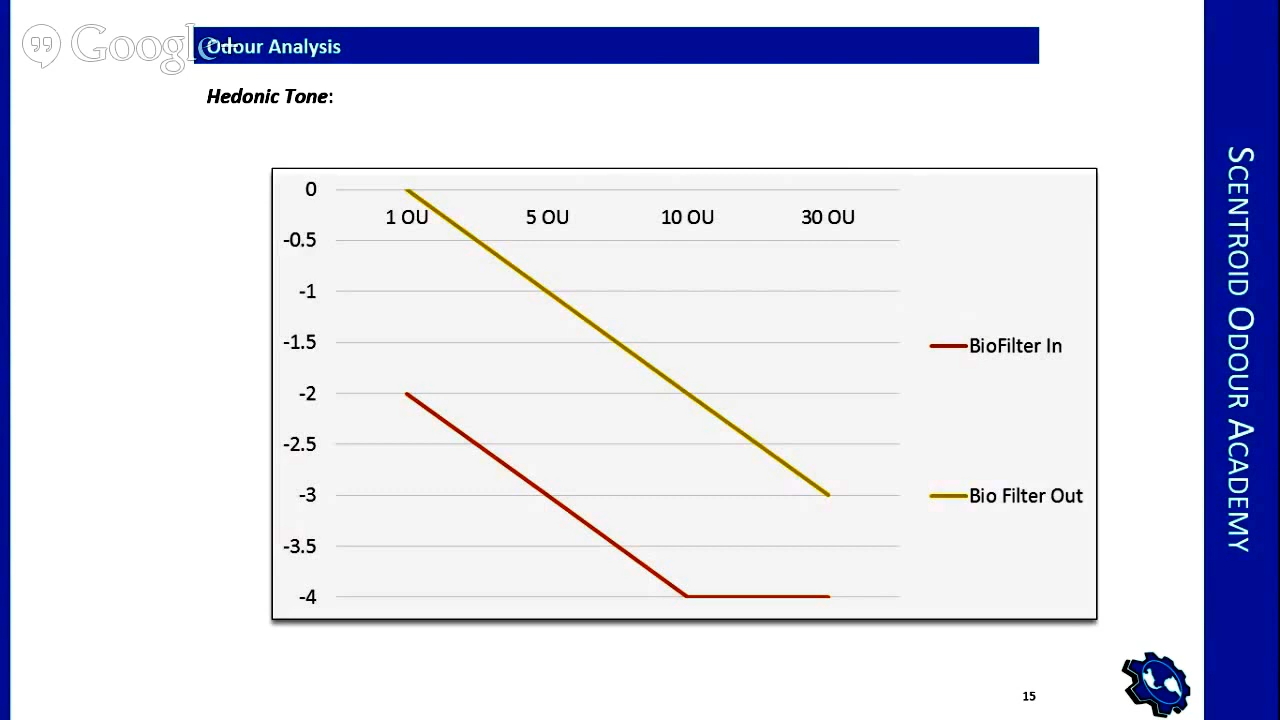 Google+
Odour Analysis
Hedonic Tone:
0
1 OU 5 OU 10 OU 30 OU
-0.5
-1
-1.5
-2
-2.5
-3
-3.5
-4
BioFilter In
Bio Filter Out
SCENTROID ODOUR ACADEMY
15